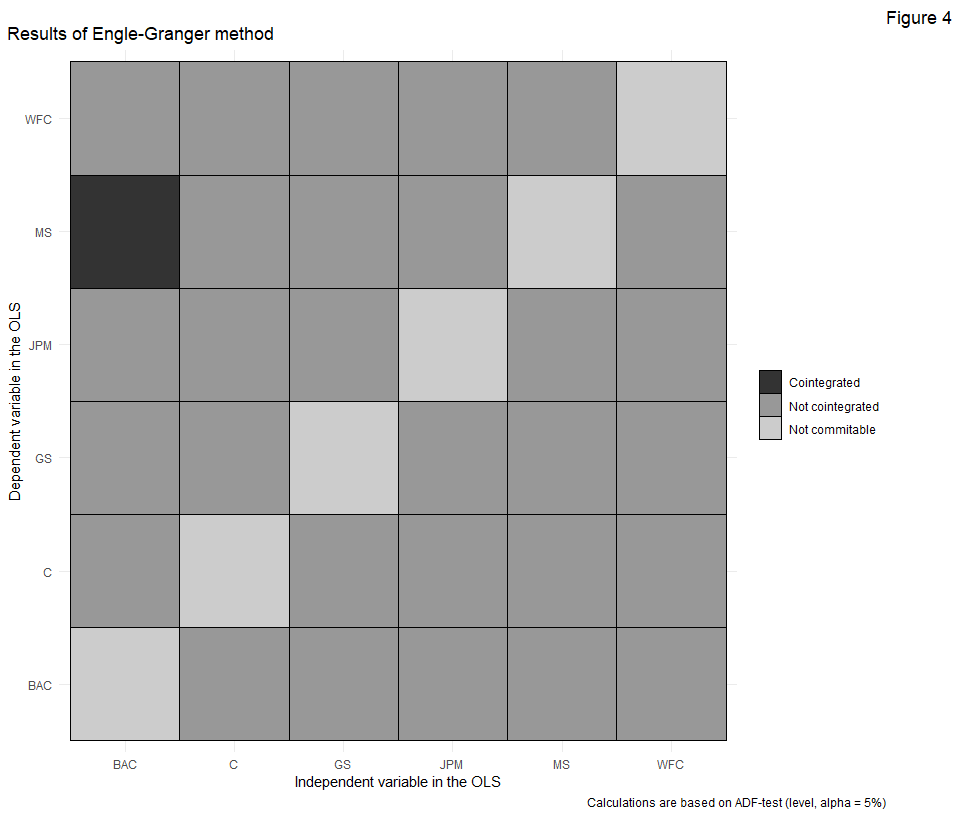 Figure 4
Results of Engle-Granger method
Dependent variable in the OLS
WFC
MS
JPM
GS
C
BAC
BAC C GS JPM MS WFC
Independent variable in the OLS
Cointegrated
Not cointegrated
Not commitable
Calculations are based on ADF-test (level, alpha = 5%)